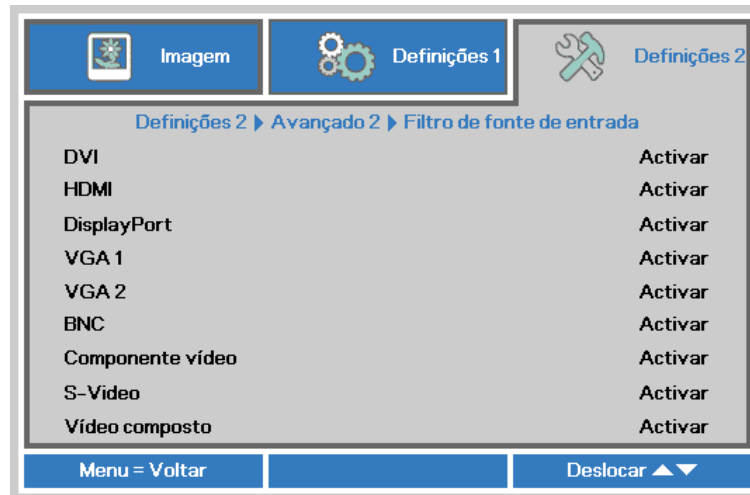 Imagem Definições 1 Definições 2
Definições 2 Avançado 2 Filtro de fonte de entrada
DVI Activar
HDMI Activar
DisplayPort Activar
VGA 1 Activar
VGA 2 Activar
BNC Activar
Componente vídeo Activar
S-Video Activar
Vídeo composto Activar
Menu = Voltar Deslocar ▲▼